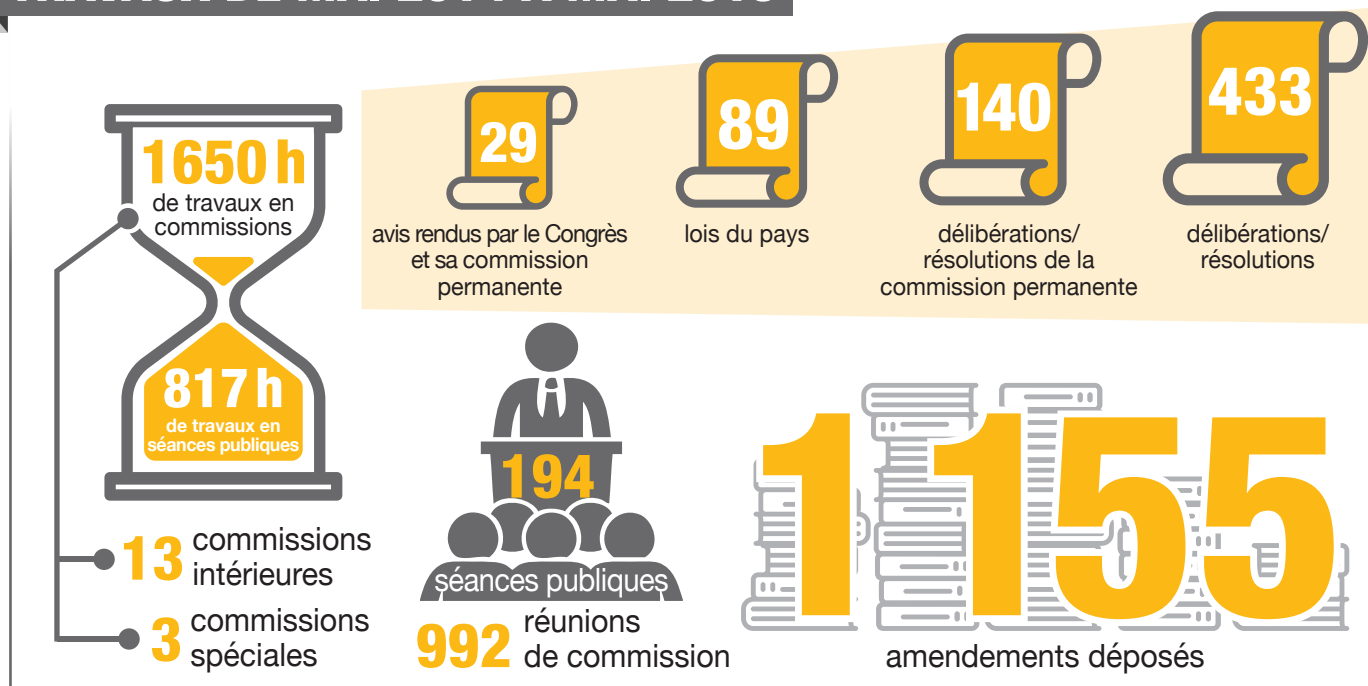 1650 h
de travaux en
commissions
817 h
de travaux en
séances publiques
13 commissions
intérieures
3 commissions
spéciales
29
avis rendus par le Congrès
et sa commission
permanente
89
lois du pays
140
délibérations/
résolutions de la
commission permanente
433
délibérations/
résolutions
194
séances publiques
992 réunions
de commission
1 155
amendements déposés